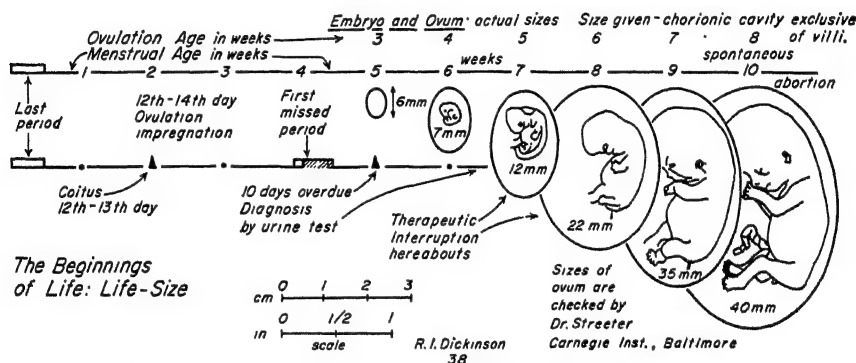 Embryo and Ovum: actual sizes Size given-chorionic cavity exclusive of villi.
Ovulation Age in weeks 3 4 5 6 7 8
Menstrual Age in weeks
1 2 3 4 5 6 weeks 7 8 9 10
spontaneous abortion
Last period
12th-14th day
Ovulation
impregnation
First
missed
period
6mm
7mm
12mm
22 mm
35 mm
40 mm
Coitus
12th-13th day
10 days overdue
Diagnosis
by urine test
Therapeutic
Interruption
hereabouts
The Beginnings
of Life: Life-Size
cm 0 1 2 3
in 0 1/2 1
scale
R.L. Dickinson
38
Sizes of
ovum are
checked by
Dr. Streeter
Carnegie Inst., Baltimore